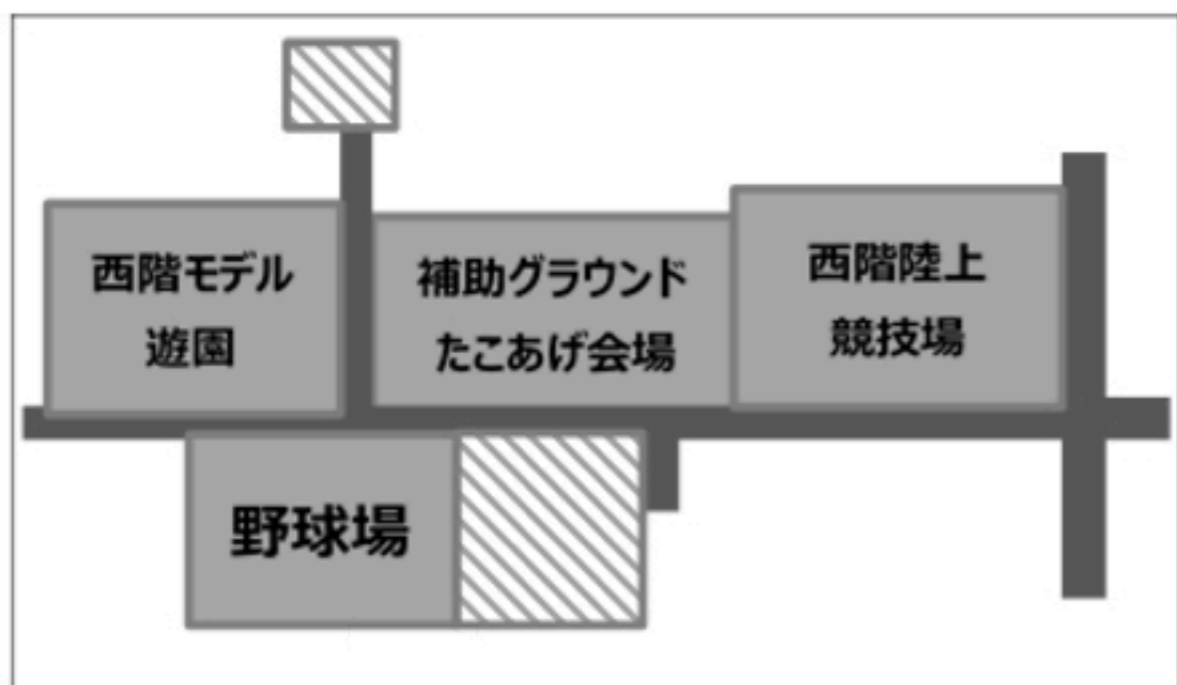 西階モデル
遊園
補助グラウンド
たこあげ会場
西階陸上
競技場
野球場